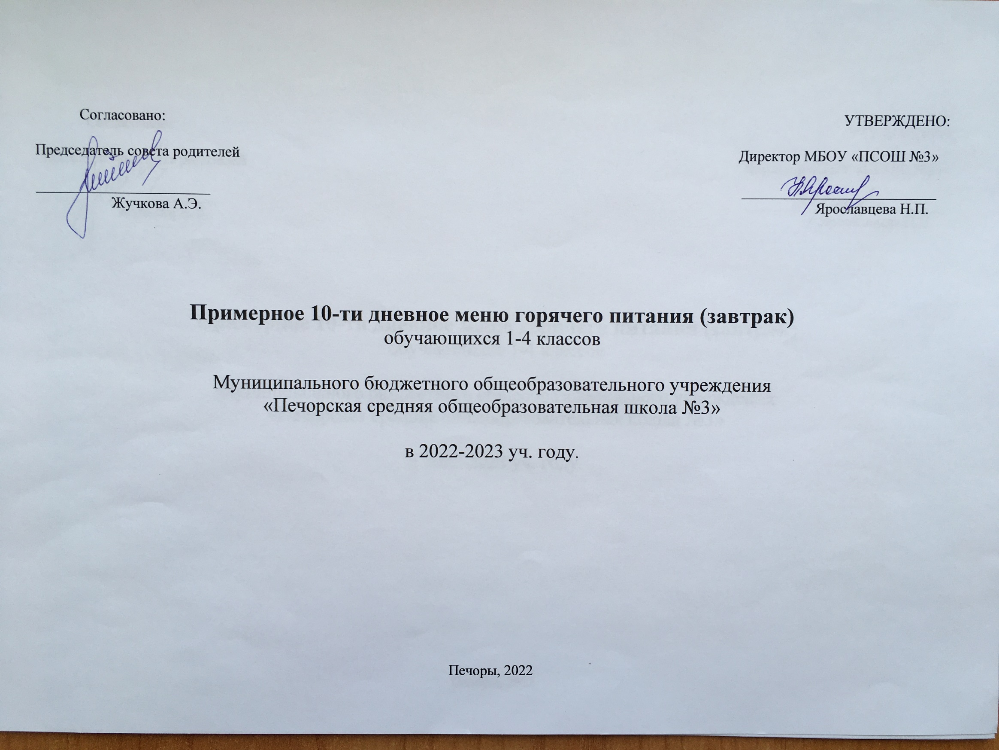 Согласовано:
УТВЕРЖДЕНО:
Председатель совета родителей
Директор МБОУ «ПСОШ №3»
Жучкова А.Э.
Ярославцева Н.П.
Примерное 10-ти дневное меню горячего питания (завтрак)
обучающихся 1-4 классов
Муниципального бюджетного общеобразовательного учреждения
«Печорская средняя общеобразовательная школа №3»
в 2022-2023 уч. году.
Печоры, 2022